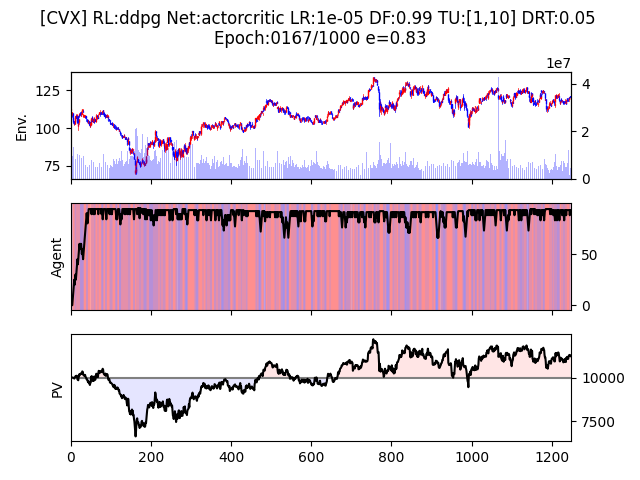 [CVX] RL:ddpg Net:actorcritic LR:1e-05 DF:0.99 TU:[1,10] DRT:0.05
Epoch:0167/1000 e=0.83
1e7
125
100
75
Env.
4
2
0
Agent
50
0
PV
10000
7500
0 200 400 600 800 1000 1200